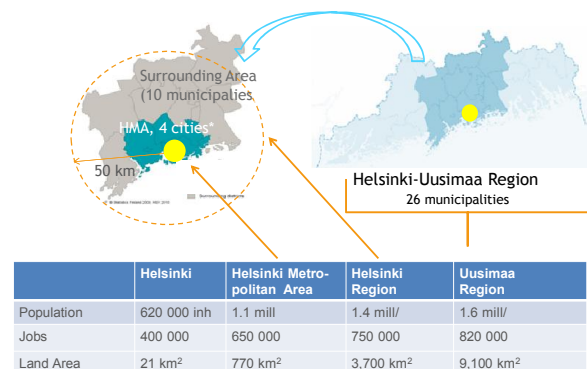 Surrounding Area
(10 municipalies
HMA, 4 cities*
50 km
Helsinki-Uusimaa Region
26 municipalities
Helsinki Helsinki Metro- Helsinki Uusimaa
politan Area Region Region
Population 620 000 inh 1.1 mill 1.4 mill/ 1.6 mill/
Jobs 400 000 650 000 750 000 820 000
Land Area 21 km² 770 km² 3,700 km² 9,100 km²